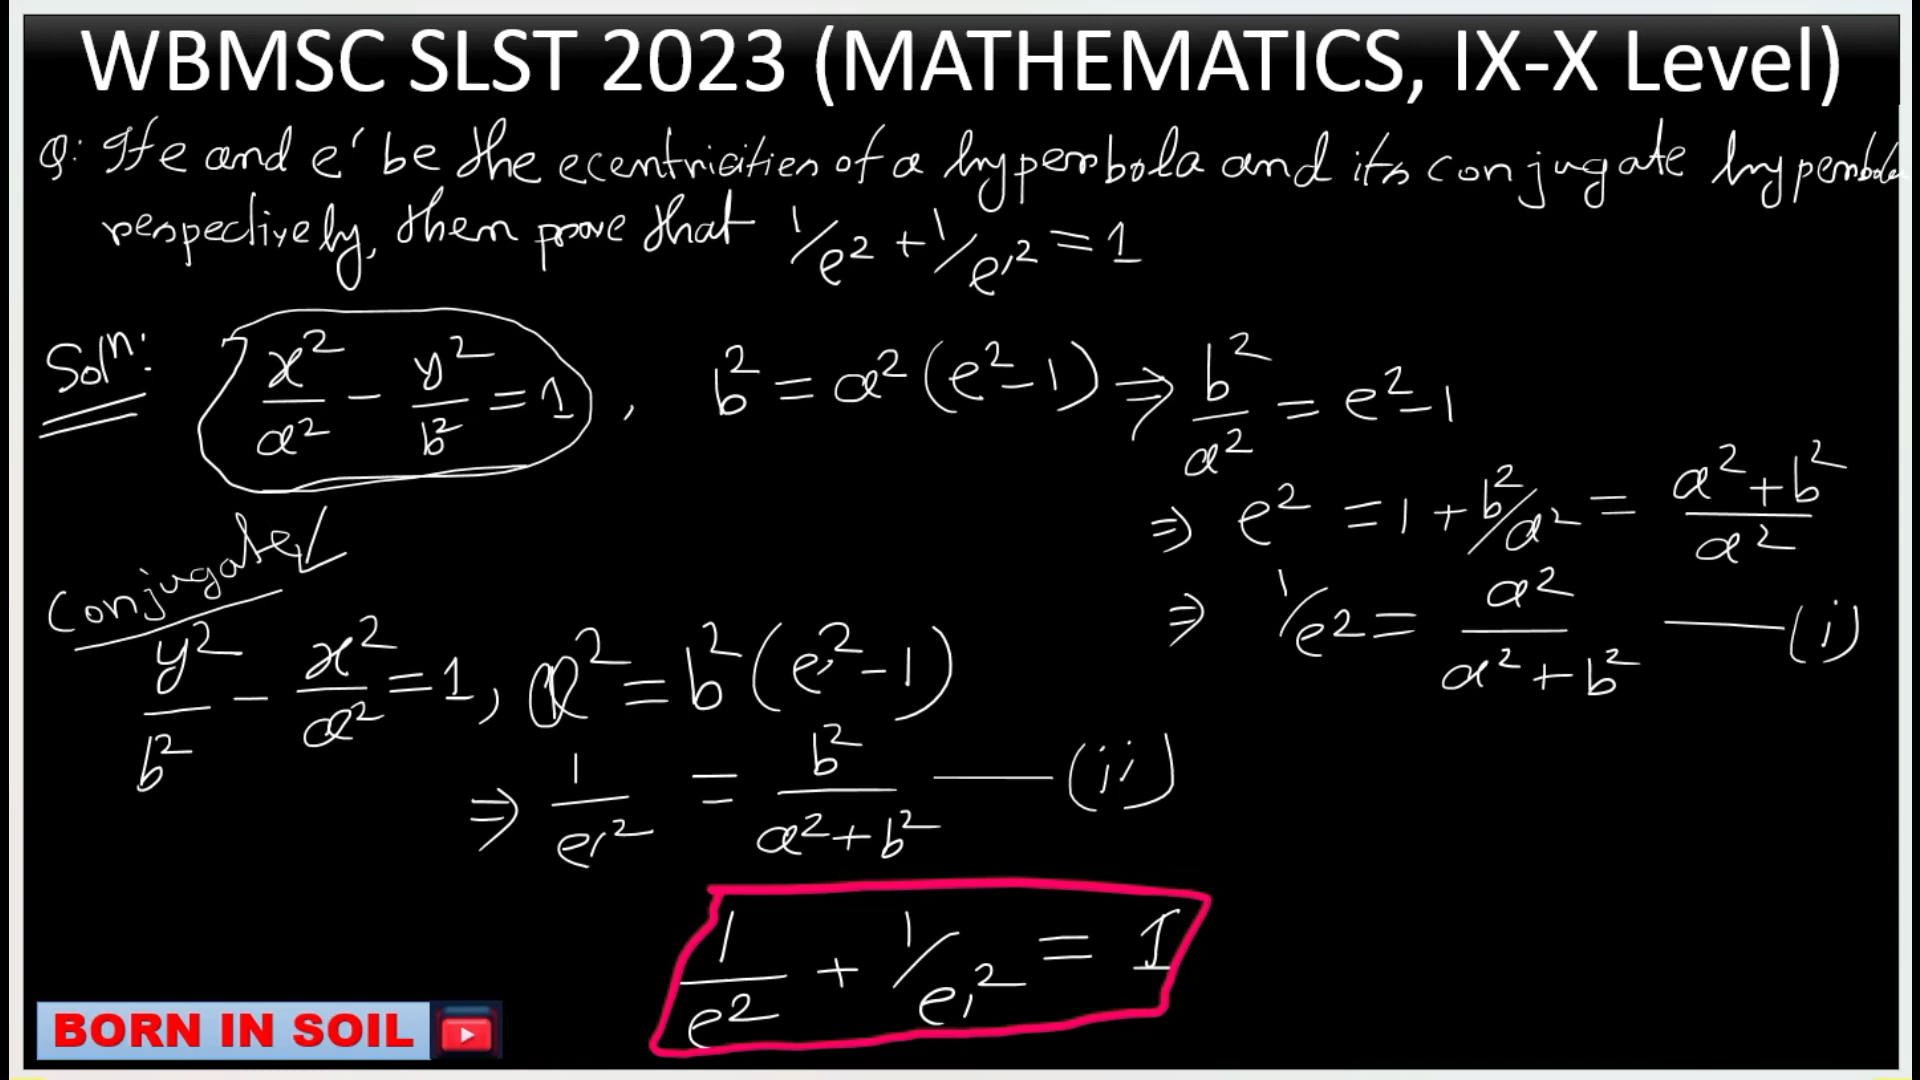 WBMSC SLST 2023 (MATHEMATICS, IX-X Level)
Q: If e and e' be the ecentricities of a hyperbola and its conjugate hyperbola
respectively, then prove that 1/e² + 1/e'² = 1
Solⁿ: x²/a² - y²/b² = 1, b² = a²(e²-1) ⇒ b²/a² = e²-1
⇒ e² = 1 + b²/a² = (a²+b²)/a²
⇒ 1/e² = a²/(a²+b²) —— (i)
Conjugate
y²/b² - x²/a² = 1, a² = b²(e'²-1)
⇒ 1/e'² = b²/(a²+b²) —— (ii)
1/e² + 1/e'² = 1
BORN IN SOIL